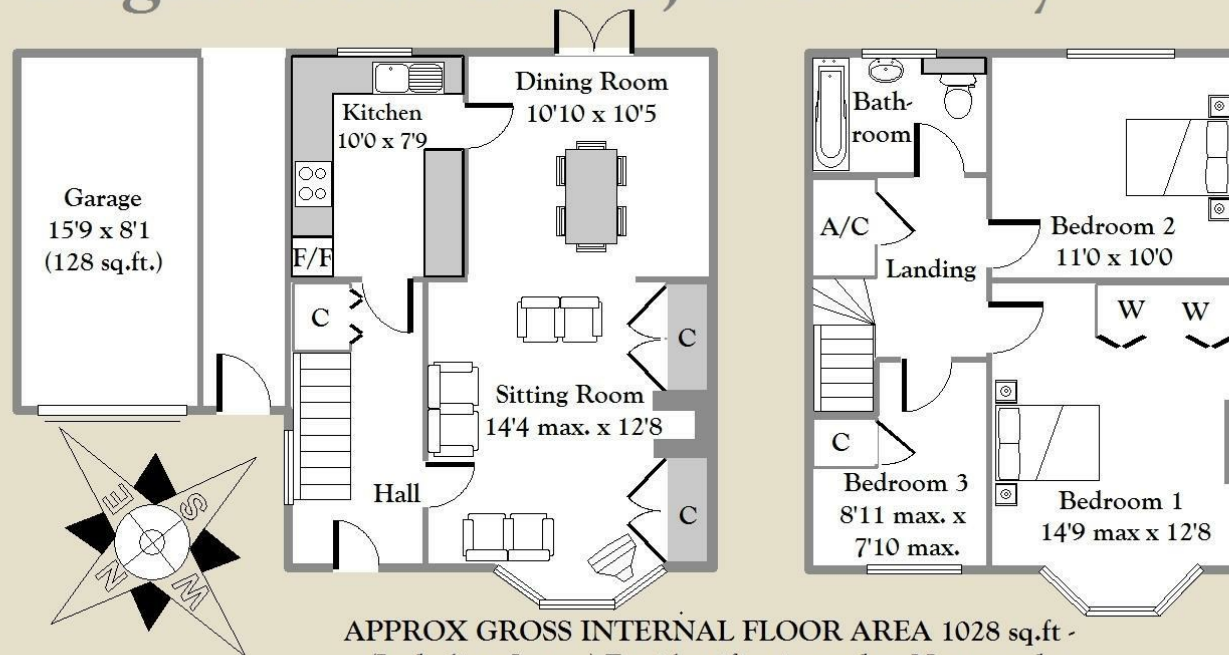 Garage
15'9 x 8'1
(128 sq.ft.)
Kitchen
10'0 x 7'9
F/F
C
Dining Room
10'10 x 10'5
C
Sitting Room
14'4 max. x 12'8
C
Hall
E
S
N
W
Bath-
room
A/C
Landing
Bedroom 2
11'0 x 10'0
W
W
C
Bedroom 3
8'11 max. x
7'10 max.
Bedroom 1
14'9 max x 12'8
APPROX GROSS INTERNAL FLOOR AREA 1028 sq.ft -